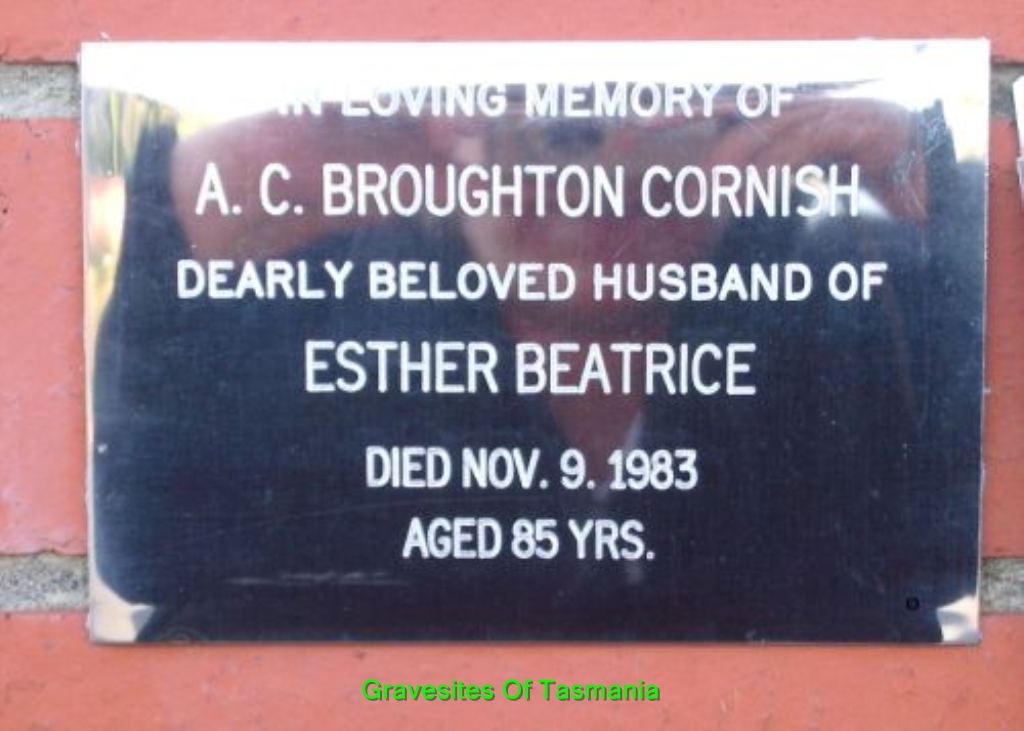 IN LOVING MEMORY OF
A. C. BROUGHTON CORNISH
DEARLY BELOVED HUSBAND OF
ESTHER BEATRICE
DIED NOV. 9. 1983
AGED 85 YRS.
Gravesites Of Tasmania